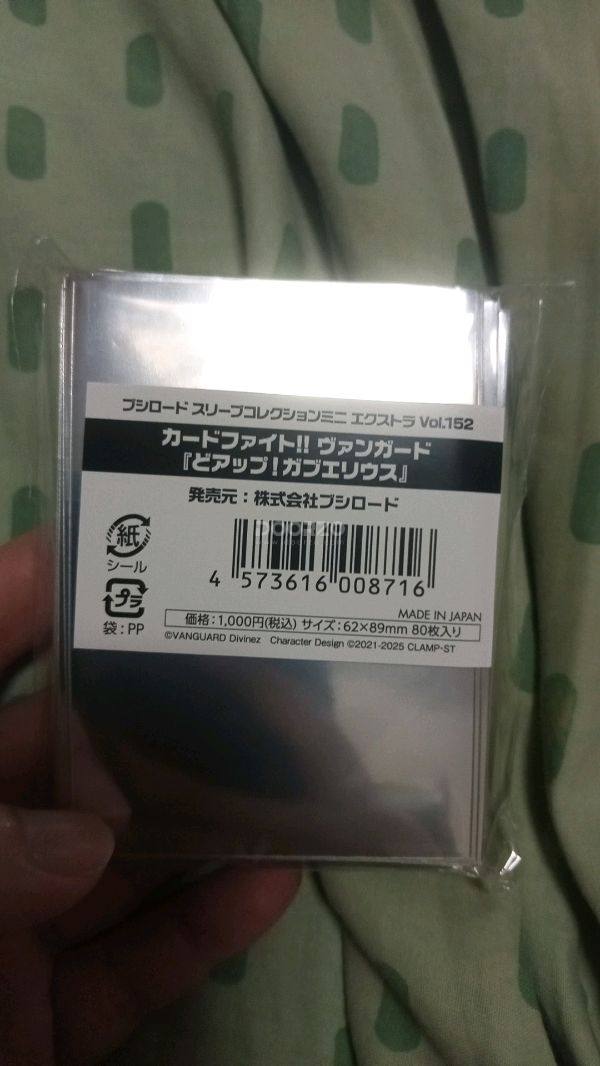 ブシロード スリーブコレクションミニ エクストラ Vol.152
カードファイト!! ヴァンガード
『どアップ!ガブエリウス』
発売元:株式会社ブシロード
紙
シール
プラ
袋:PP
4 573616 008716
MADE IN JAPAN
価格:1,000円(税込) サイズ:62×89mm 80枚入り
©VANGUARD Divinez Character Design ©2021-2025 CLAMP・ST